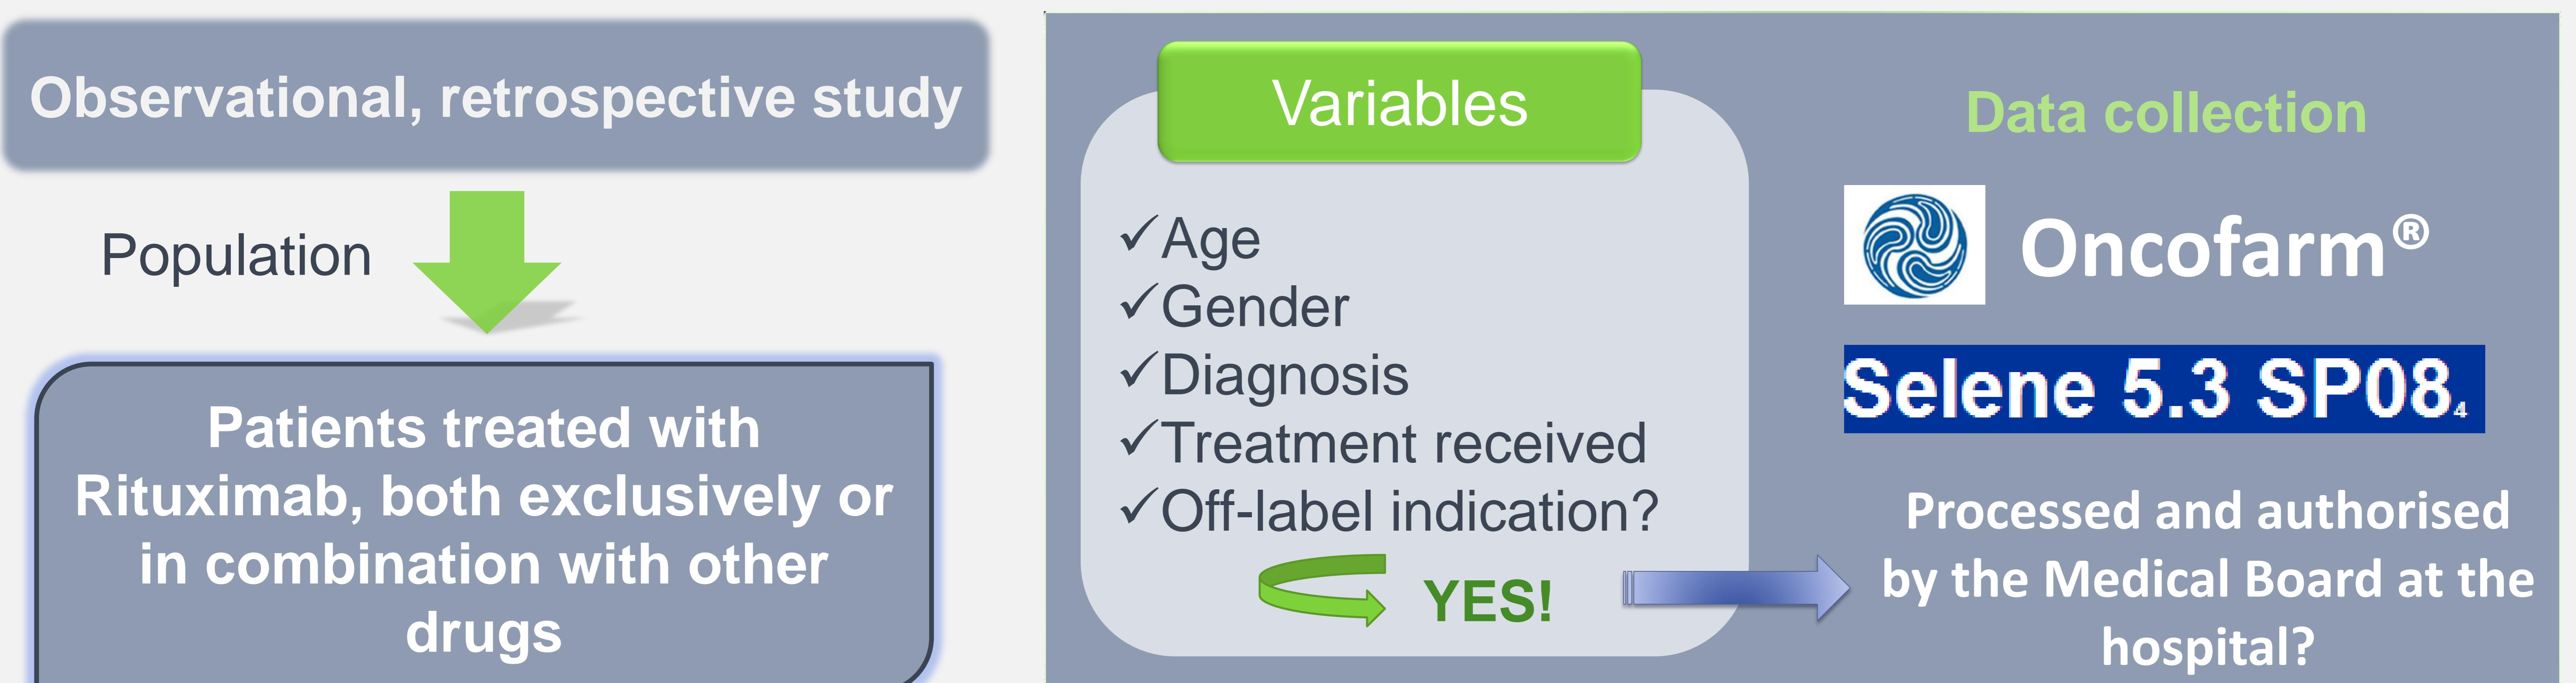 Observational, retrospective study
Population
Patients treated with
Rituximab, both exclusively or
in combination with other
drugs
Variables
✓Age
✓Gender
✓Diagnosis
✓Treatment received
✓Off-label indication?
YES!
Data collection
Oncofarm®
Selene 5.3 SP08.4
Processed and authorised
by the Medical Board at the
hospital?